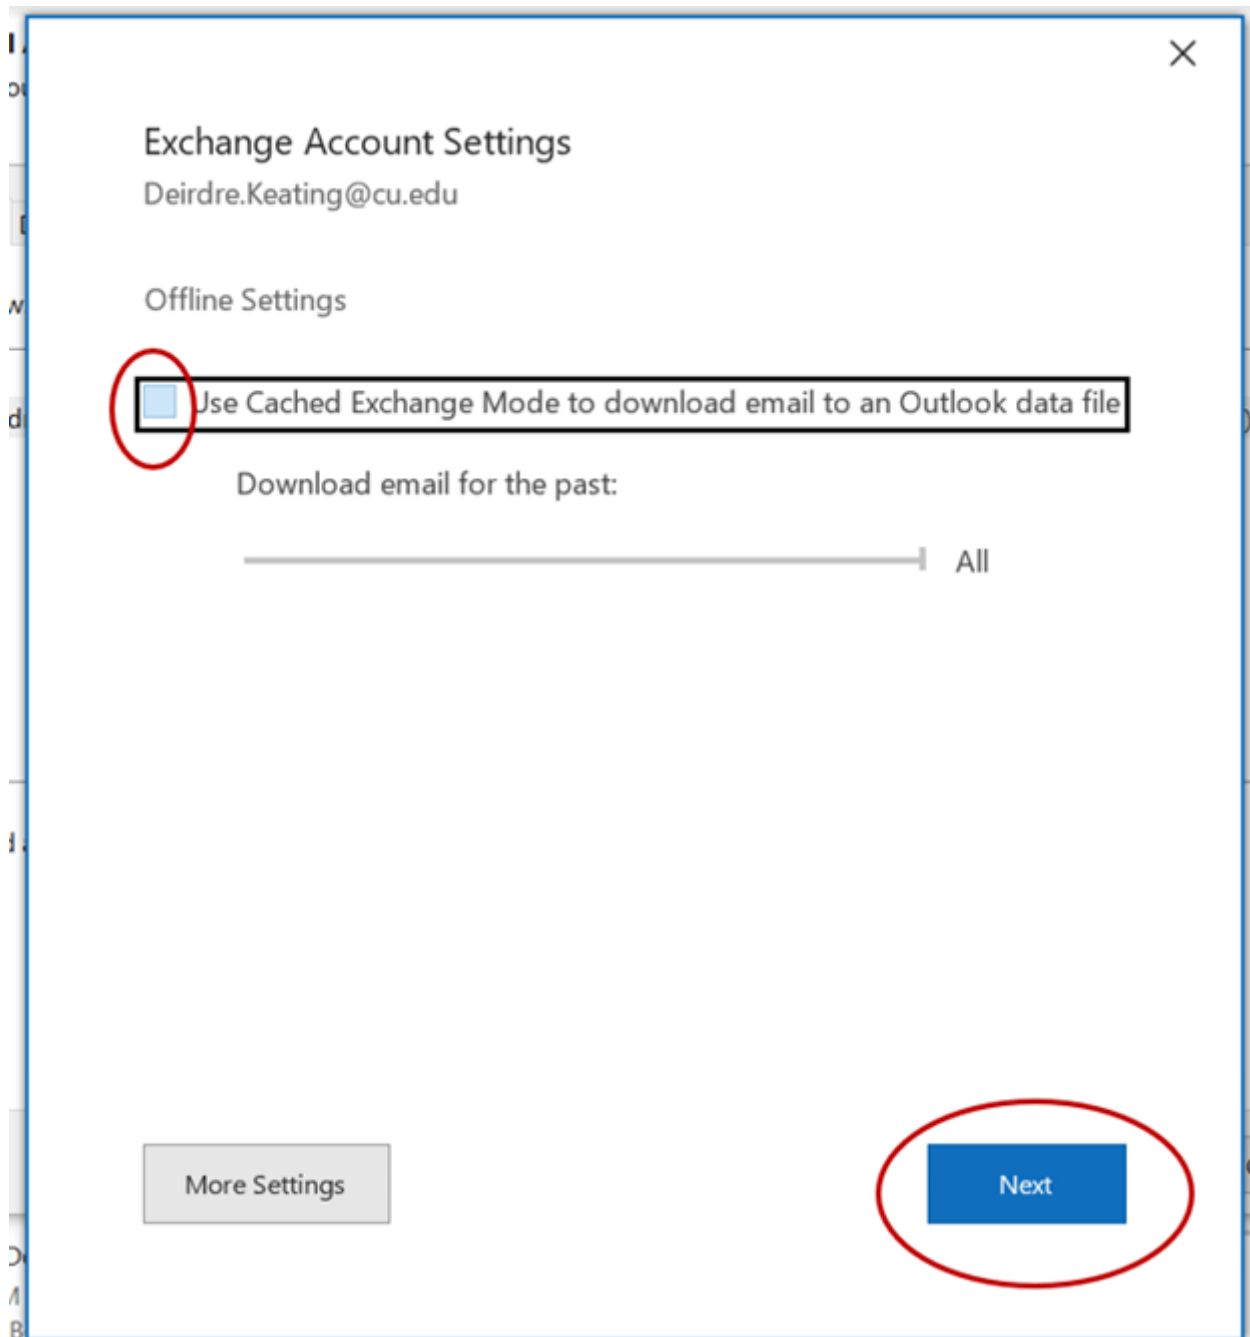 Exchange Account Settings
Deirdre.Keating@cu.edu
Offline Settings
Use Cached Exchange Mode to download email to an Outlook data file
Download email for the past:
All
More Settings
Next